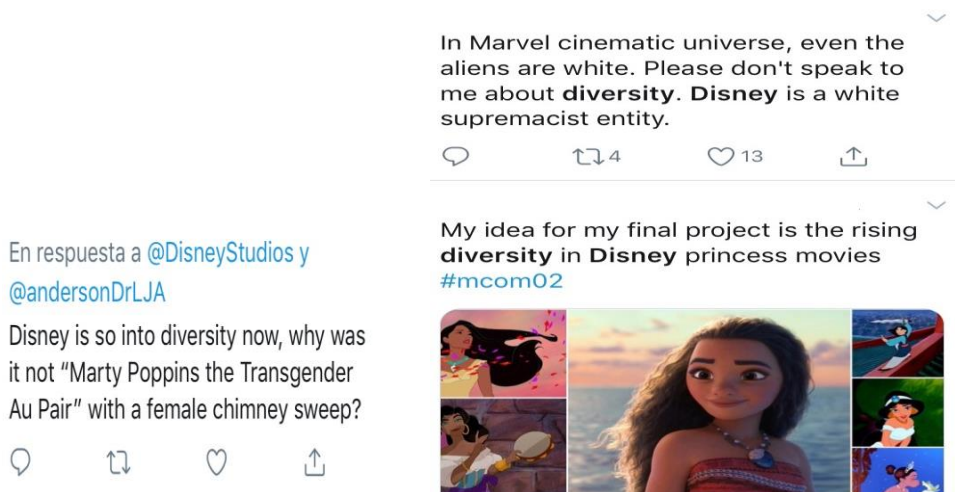 In Marvel cinematic universe, even the
aliens are white. Please don't speak to
me about diversity. Disney is a white
supremacist entity.
4
13
En respuesta a @DisneyStudios y
@andersonDrLJA
Disney is so into diversity now, why was
it not “Marty Poppins the Transgender
Au Pair” with a female chimney sweep?
My idea for my final project is the rising
diversity in Disney princess movies
#mcom02